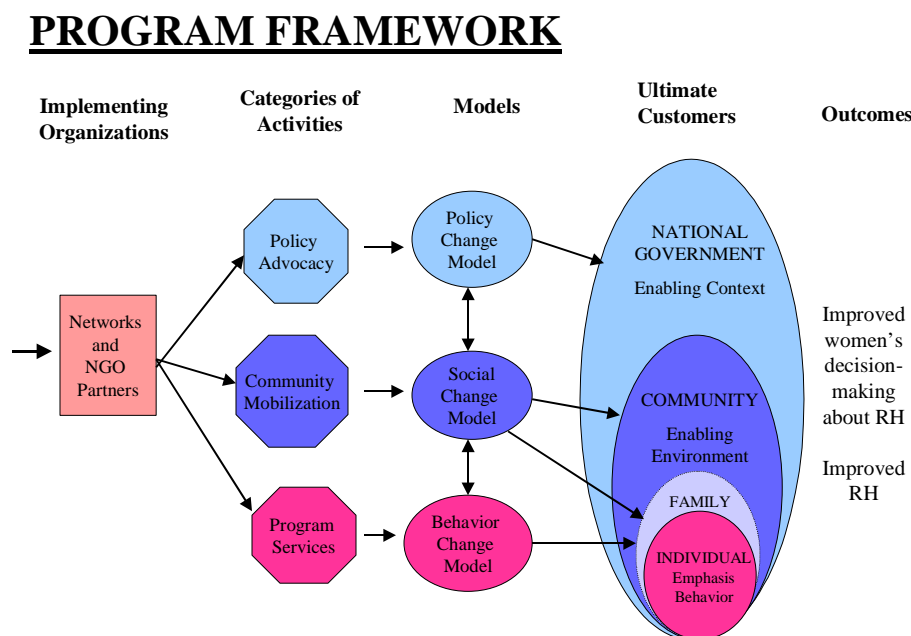 PROGRAM FRAMEWORK
Implementing
Organizations
Categories of
Activities
Models
Ultimate
Customers
Outcomes
Networks
and
NGO
Partners
Policy
Advocacy
Community
Mobilization
Program
Services
Policy
Change
Model
Social
Change
Model
Behavior
Change
Model
NATIONAL
GOVERNMENT
Enabling Context
COMMUNITY
Enabling
Environment
FAMILY
INDIVIDUAL
Emphasis
Behavior
Improved
women’s
decision-
making
about RH
Improved
RH